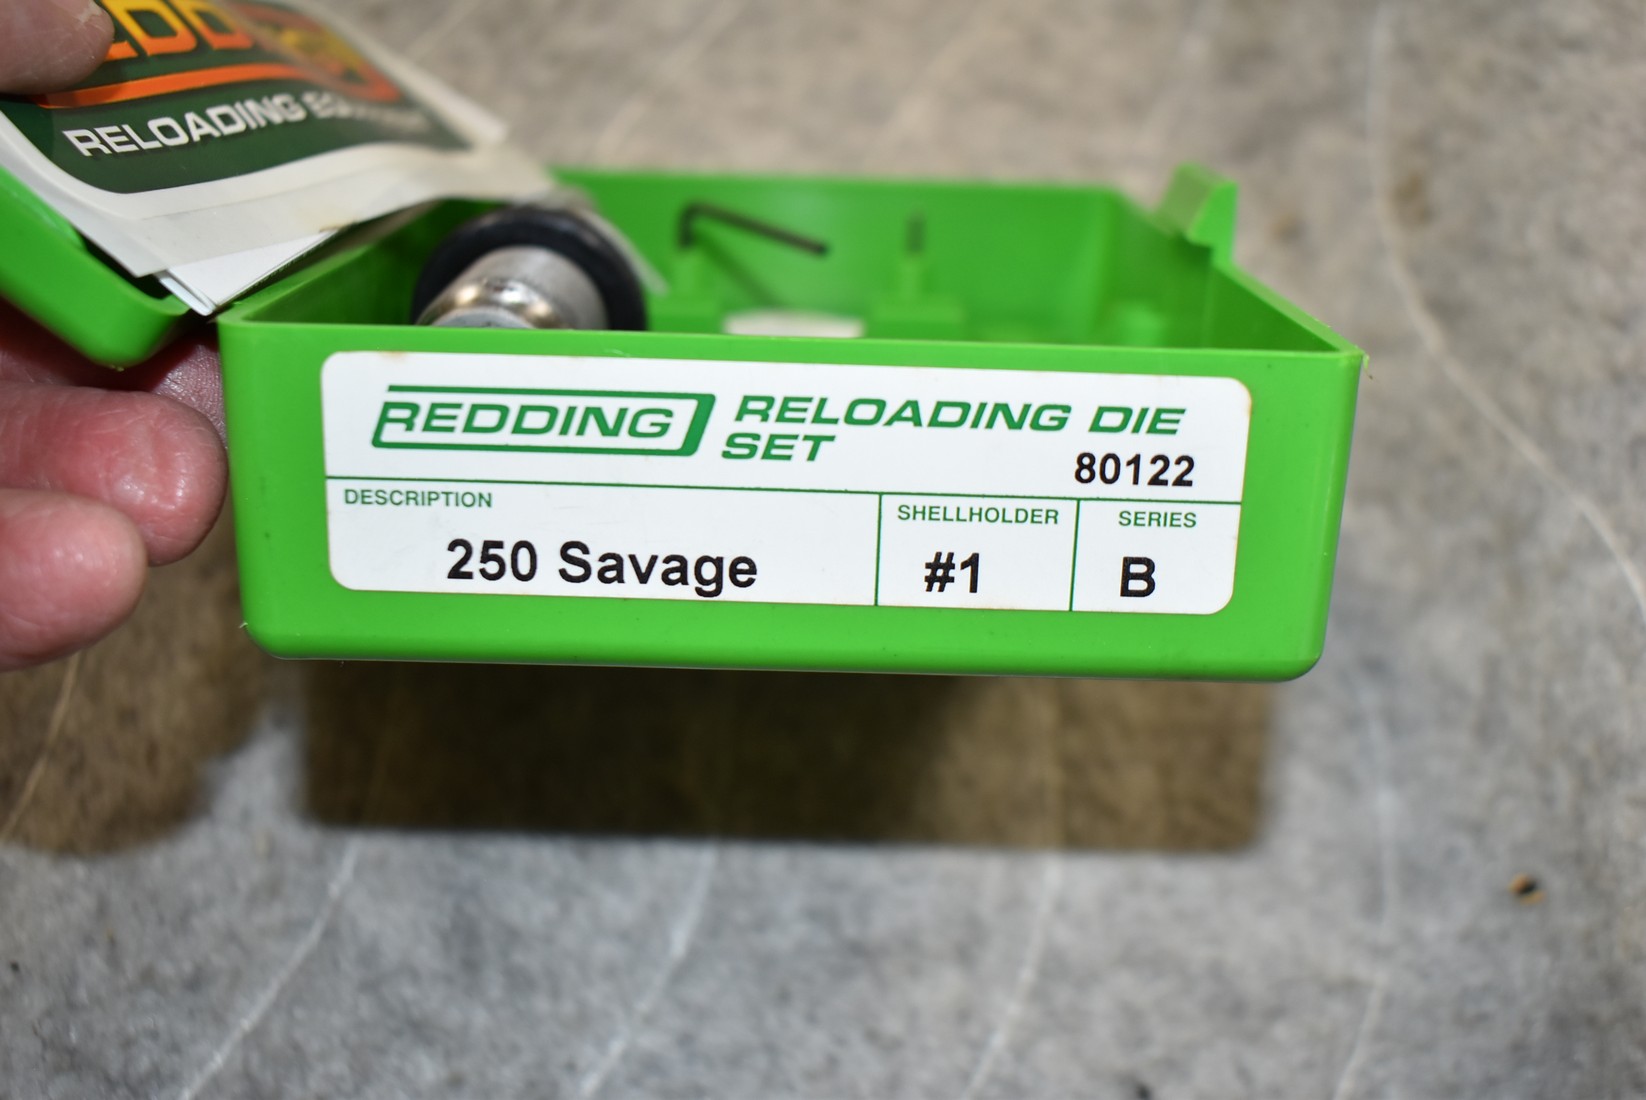 RELOADING
REDDING RELOADING DIE
SET
80122
DESCRIPTION
SHELLHOLDER
SERIES
250 Savage
#1
B